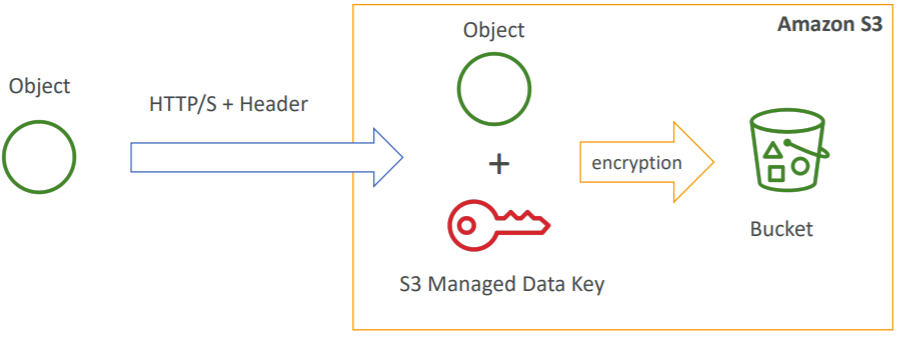 Amazon S3
Object
Object
HTTP/S + Header
+
encryption
Bucket
S3 Managed Data Key